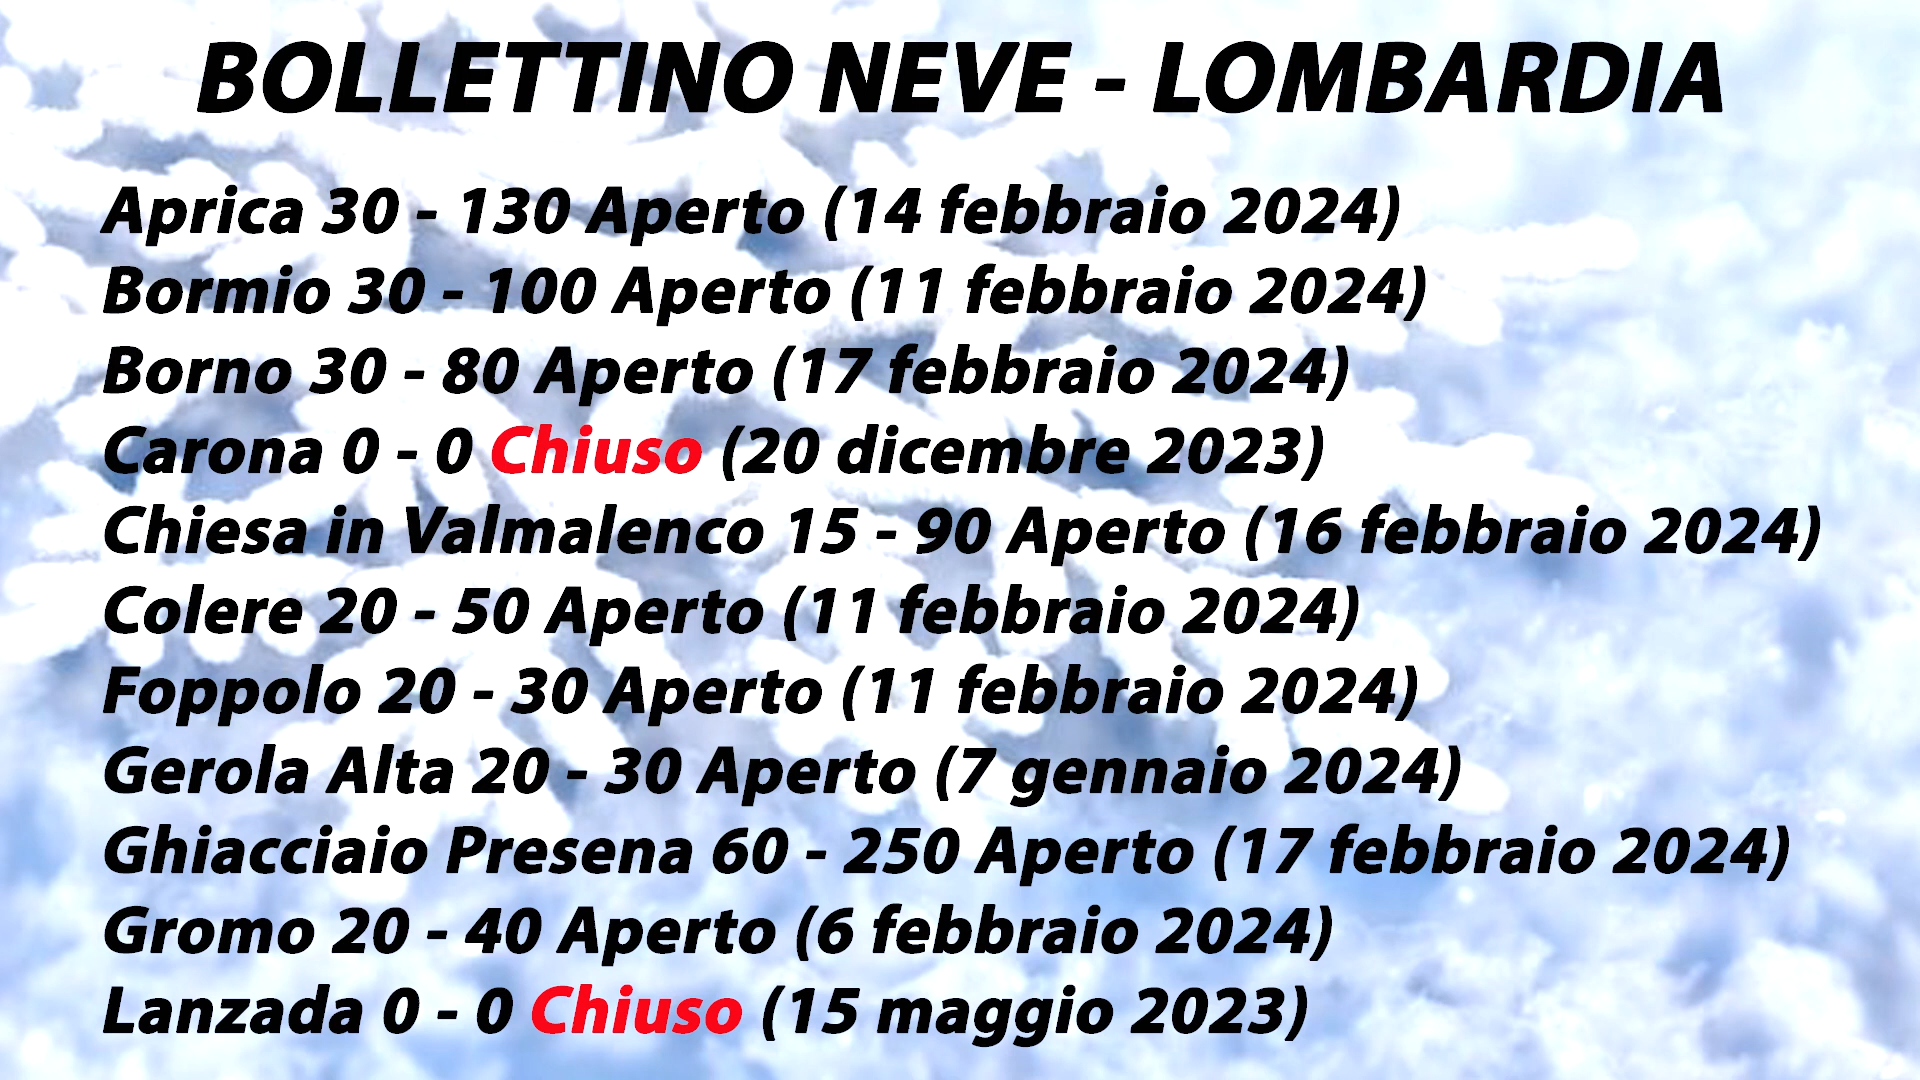 BOLLETTINO NEVE - LOMBARDIA
Aprica 30 - 130 Aperto (14 febbraio 2024)
Bormio 30 - 100 Aperto (11 febbraio 2024)
Borno 30 - 80 Aperto (17 febbraio 2024)
Carona 0 - 0 Chiuso (20 dicembre 2023)
Chiesa in Valmalenco 15 - 90 Aperto (16 febbraio 2024)
Colere 20 - 50 Aperto (11 febbraio 2024)
Foppolo 20 - 30 Aperto (11 febbraio 2024)
Gerola Alta 20 - 30 Aperto (7 gennaio 2024)
Ghiacciaio Presena 60 - 250 Aperto (17 febbraio 2024)
Gromo 20 - 40 Aperto (6 febbraio 2024)
Lanzada 0 - 0 Chiuso (15 maggio 2023)